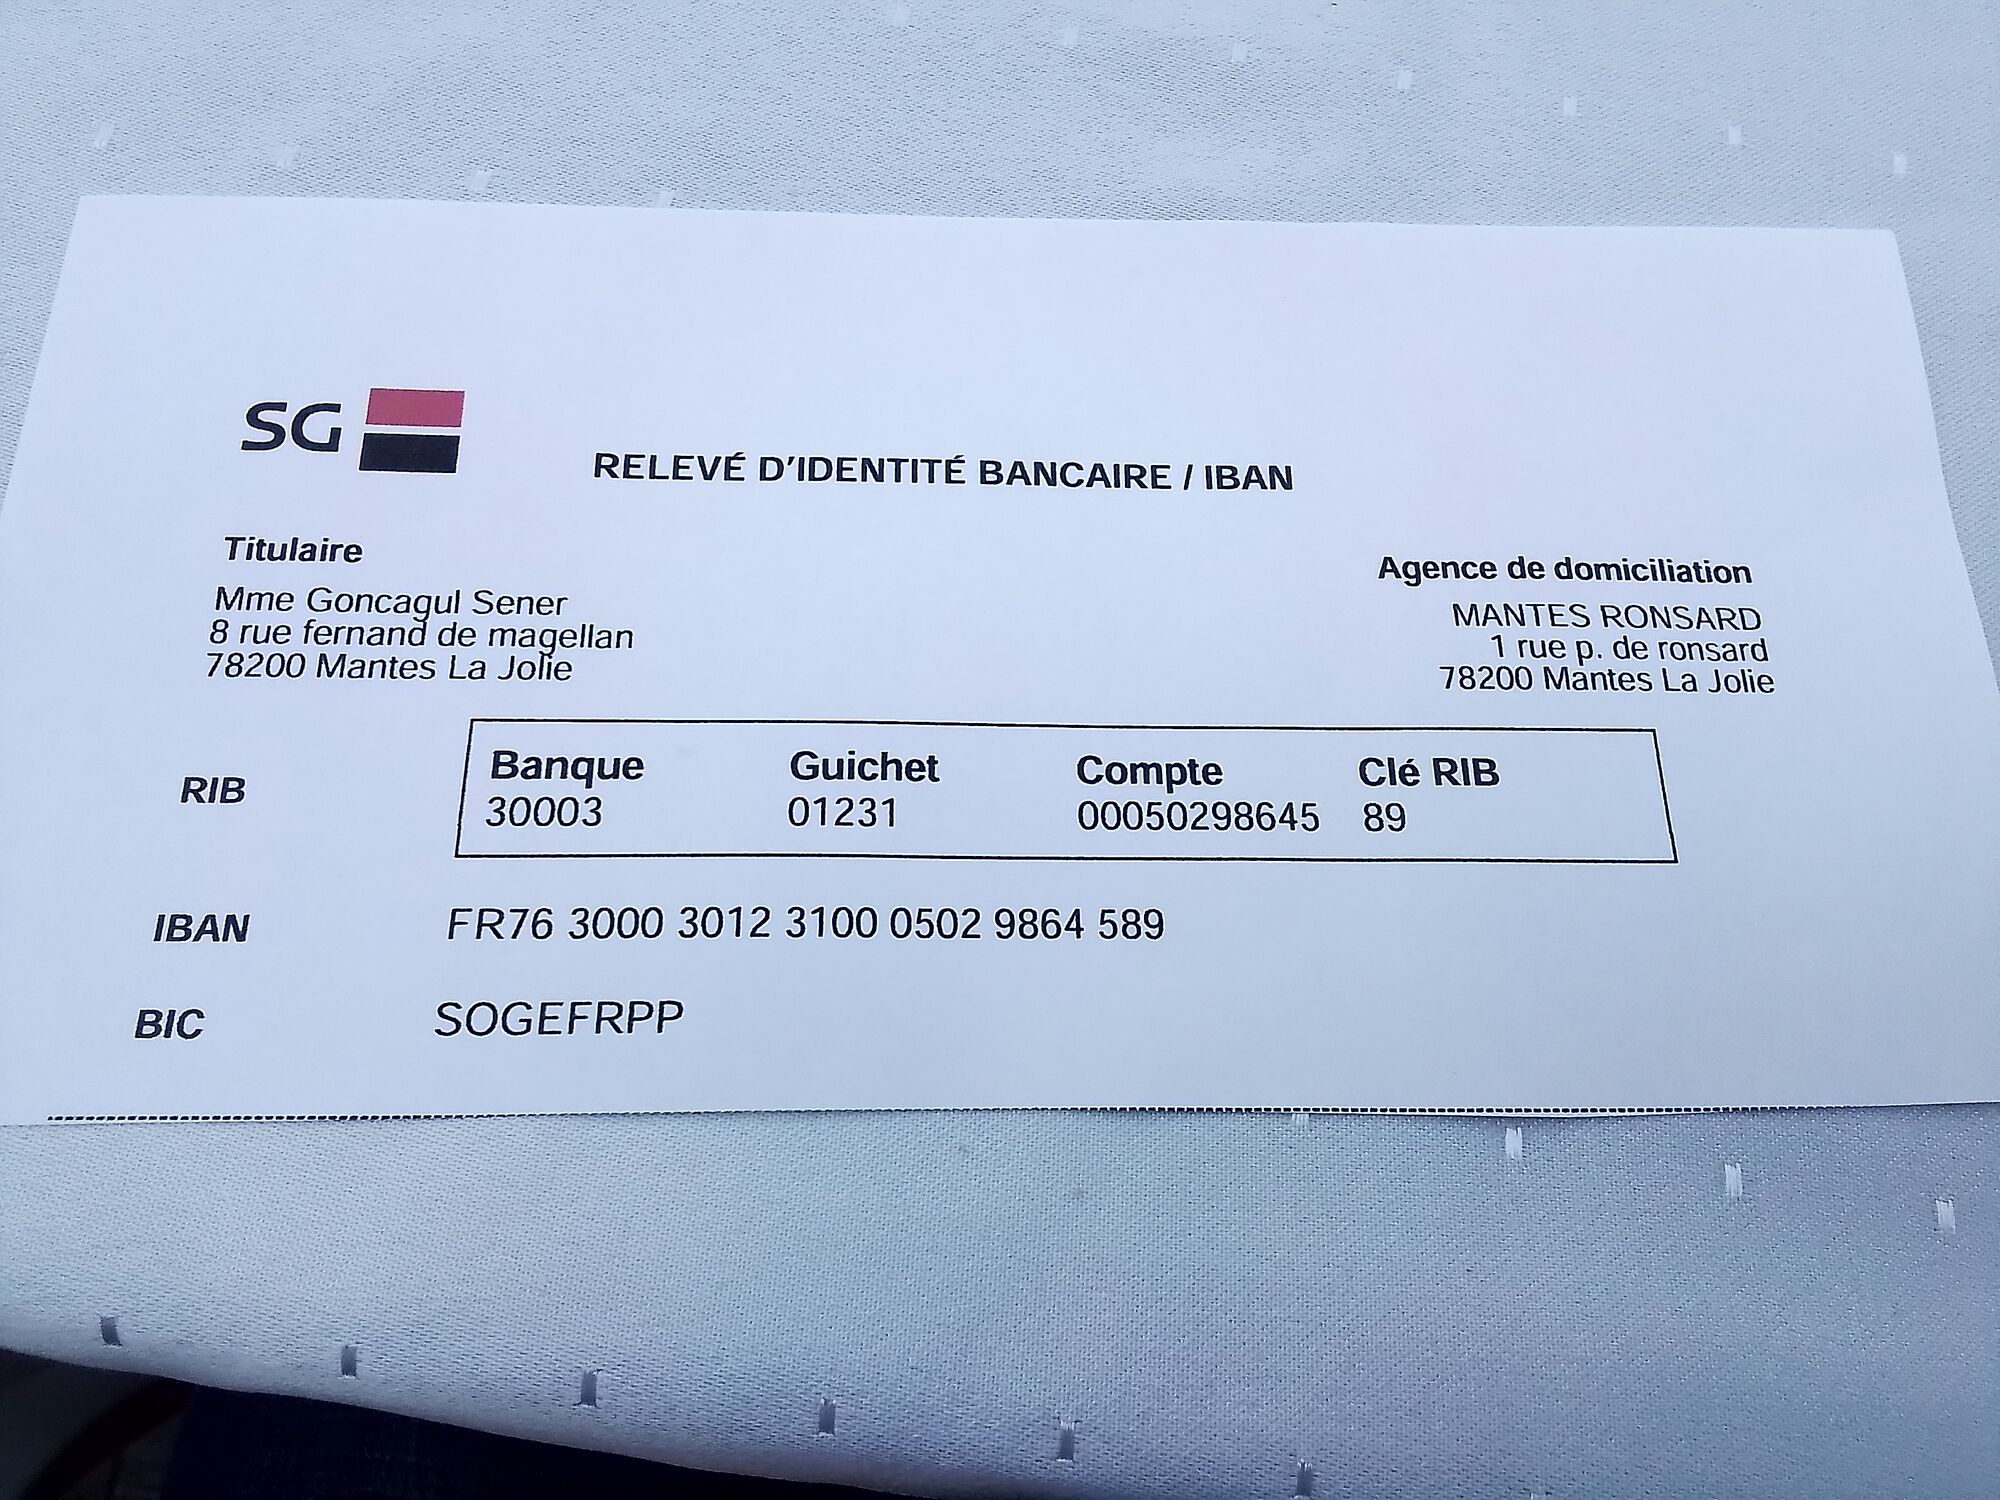 SG
RELEVÉ D'IDENTITÉ BANCAIRE / IBAN
Titulaire
Mme Goncagul Sener
8 rue fernand de magellan
78200 Mantes La Jolie
Agence de domiciliation
MANTES RONSARD
1 rue p. de ronsard
78200 Mantes La Jolie
RIB
Banque Guichet Compte Clé RIB
30003 01231 00050298645 89
IBAN FR76 3000 3012 3100 0502 9864 589
BIC SOGEFRPP